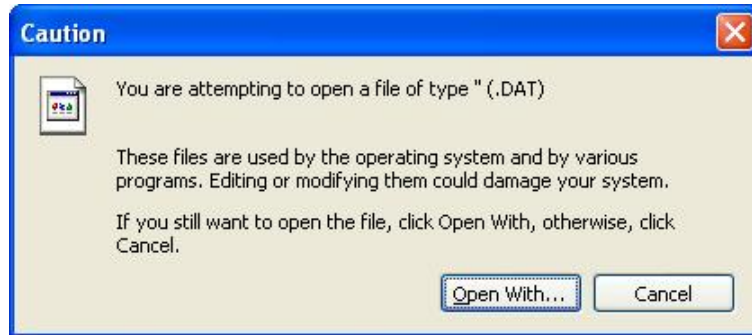 Caution
You are attempting to open a file of type " (.DAT)
These files are used by the operating system and by various
programs. Editing or modifying them could damage your system.
If you still want to open the file, click Open With, otherwise, click
Cancel.
Open With... Cancel